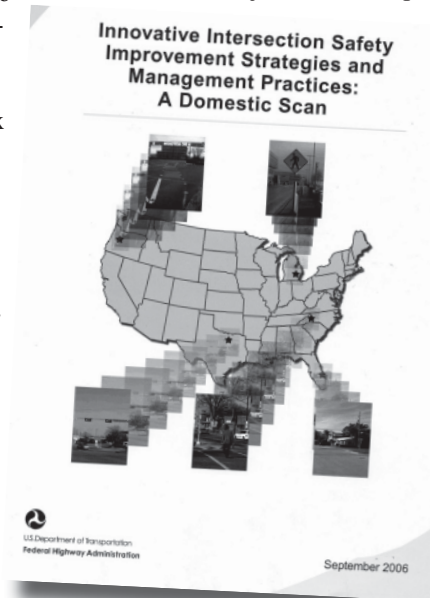 Innovative Intersection Safety
Improvement Strategies and
Management Practices:
A Domestic Scan
U.S. Department of Transportation
Federal Highway Administration
September 2006